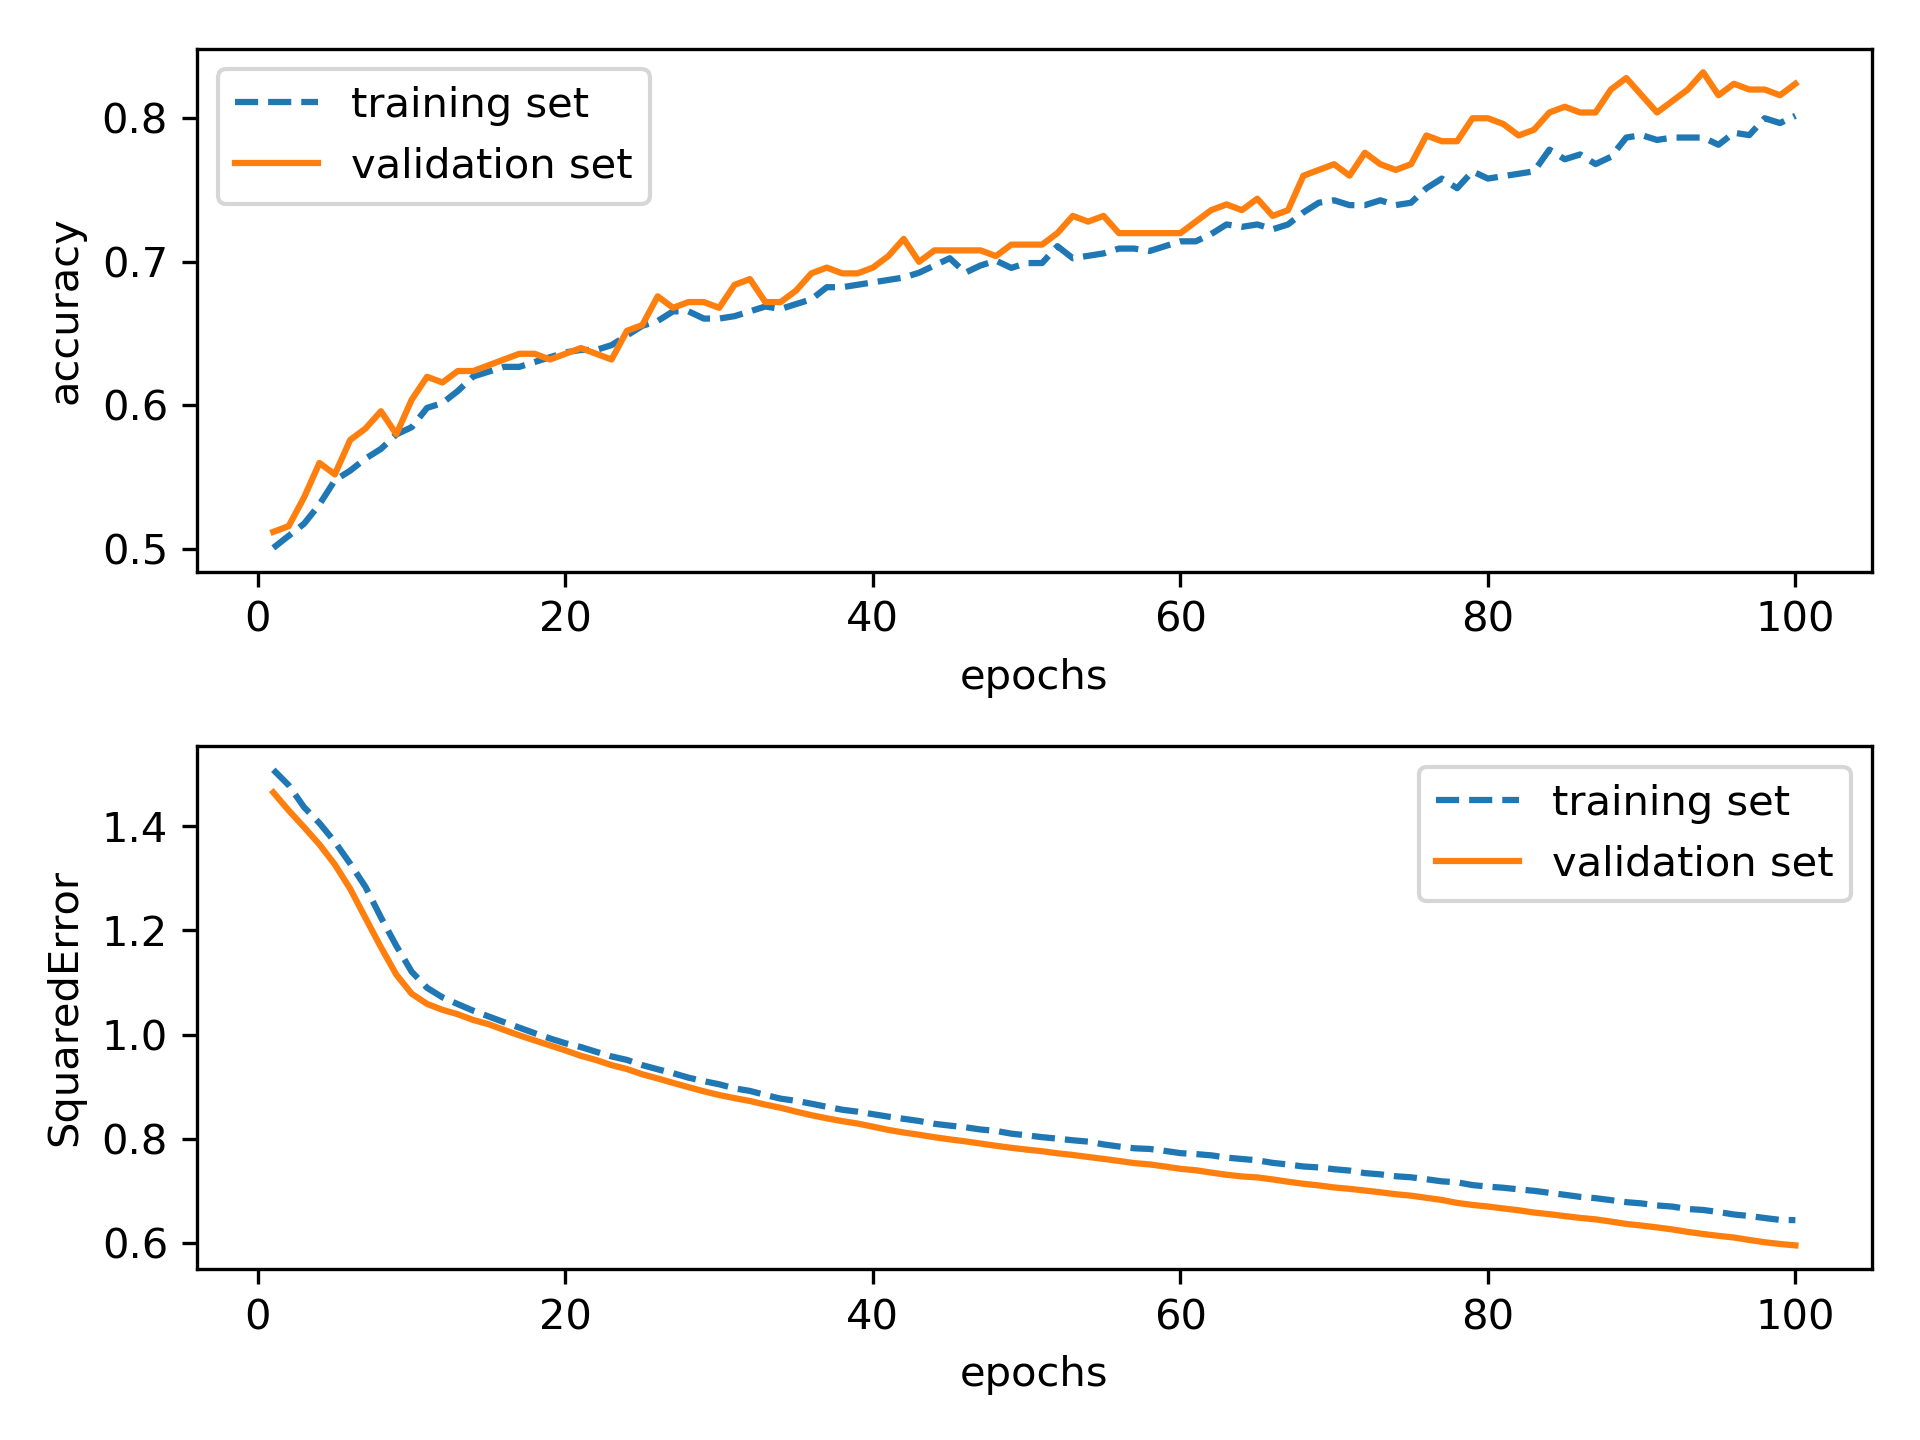 training set
validation set
0.8
0.7
0.6
0.5
accuracy
0 20 40 60 80 100
epochs
training set
validation set
1.4
1.2
1.0
0.8
0.6
SquaredError
0 20 40 60 80 100
epochs